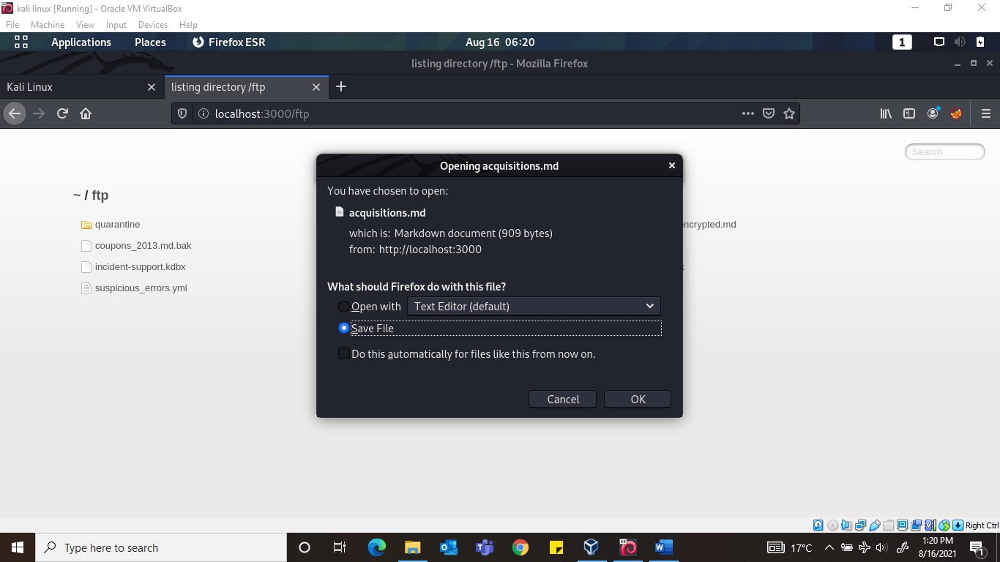 kali linux [Running] - Oracle VM VirtualBox
File Machine View Input Devices Help
Applications Places Firefox ESR Aug 16 06:20 1
listing directory /ftp - Mozilla Firefox
Kali Linux listing directory /ftp
localhost:3000/ftp
Search
~ / ftp
quarantine
coupons_2013.md.bak
incident-support.kdbx
suspicious_errors.yml
encrypted.md
Opening acquisitions.md
You have chosen to open:
acquisitions.md
which is: Markdown document (909 bytes)
from: http://localhost:3000
What should Firefox do with this file?
Open with Text Editor (default)
Save File
Do this automatically for files like this from now on.
Cancel OK
Right Ctrl
Type here to search
17°C
1:20 PM
8/16/2021
1